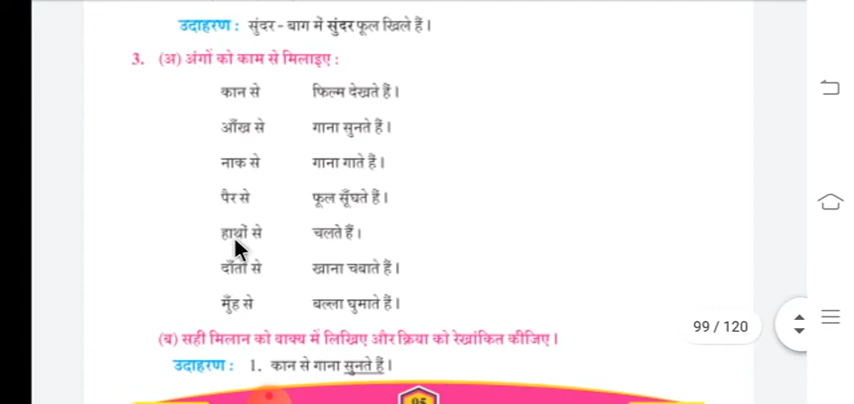 उदाहरण : सुंदर - बाग में सुंदर फूल खिले हैं।
3. (अ) अंगों को काम से मिलाइए :
कान से फिल्म देखते हैं।
आँख से गाना सुनते हैं।
नाक से गाना गाते हैं।
पैर से फूल सूँघते हैं।
हाथों से चलते हैं।
दाँतों से खाना चबाते हैं।
मुँह से बल्ला घुमाते हैं।
99 / 120
(ब) सही मिलान को वाक्य में लिखिए और क्रिया को रेखांकित कीजिए।
उदाहरण : 1. कान से गाना सुनते हैं।
95